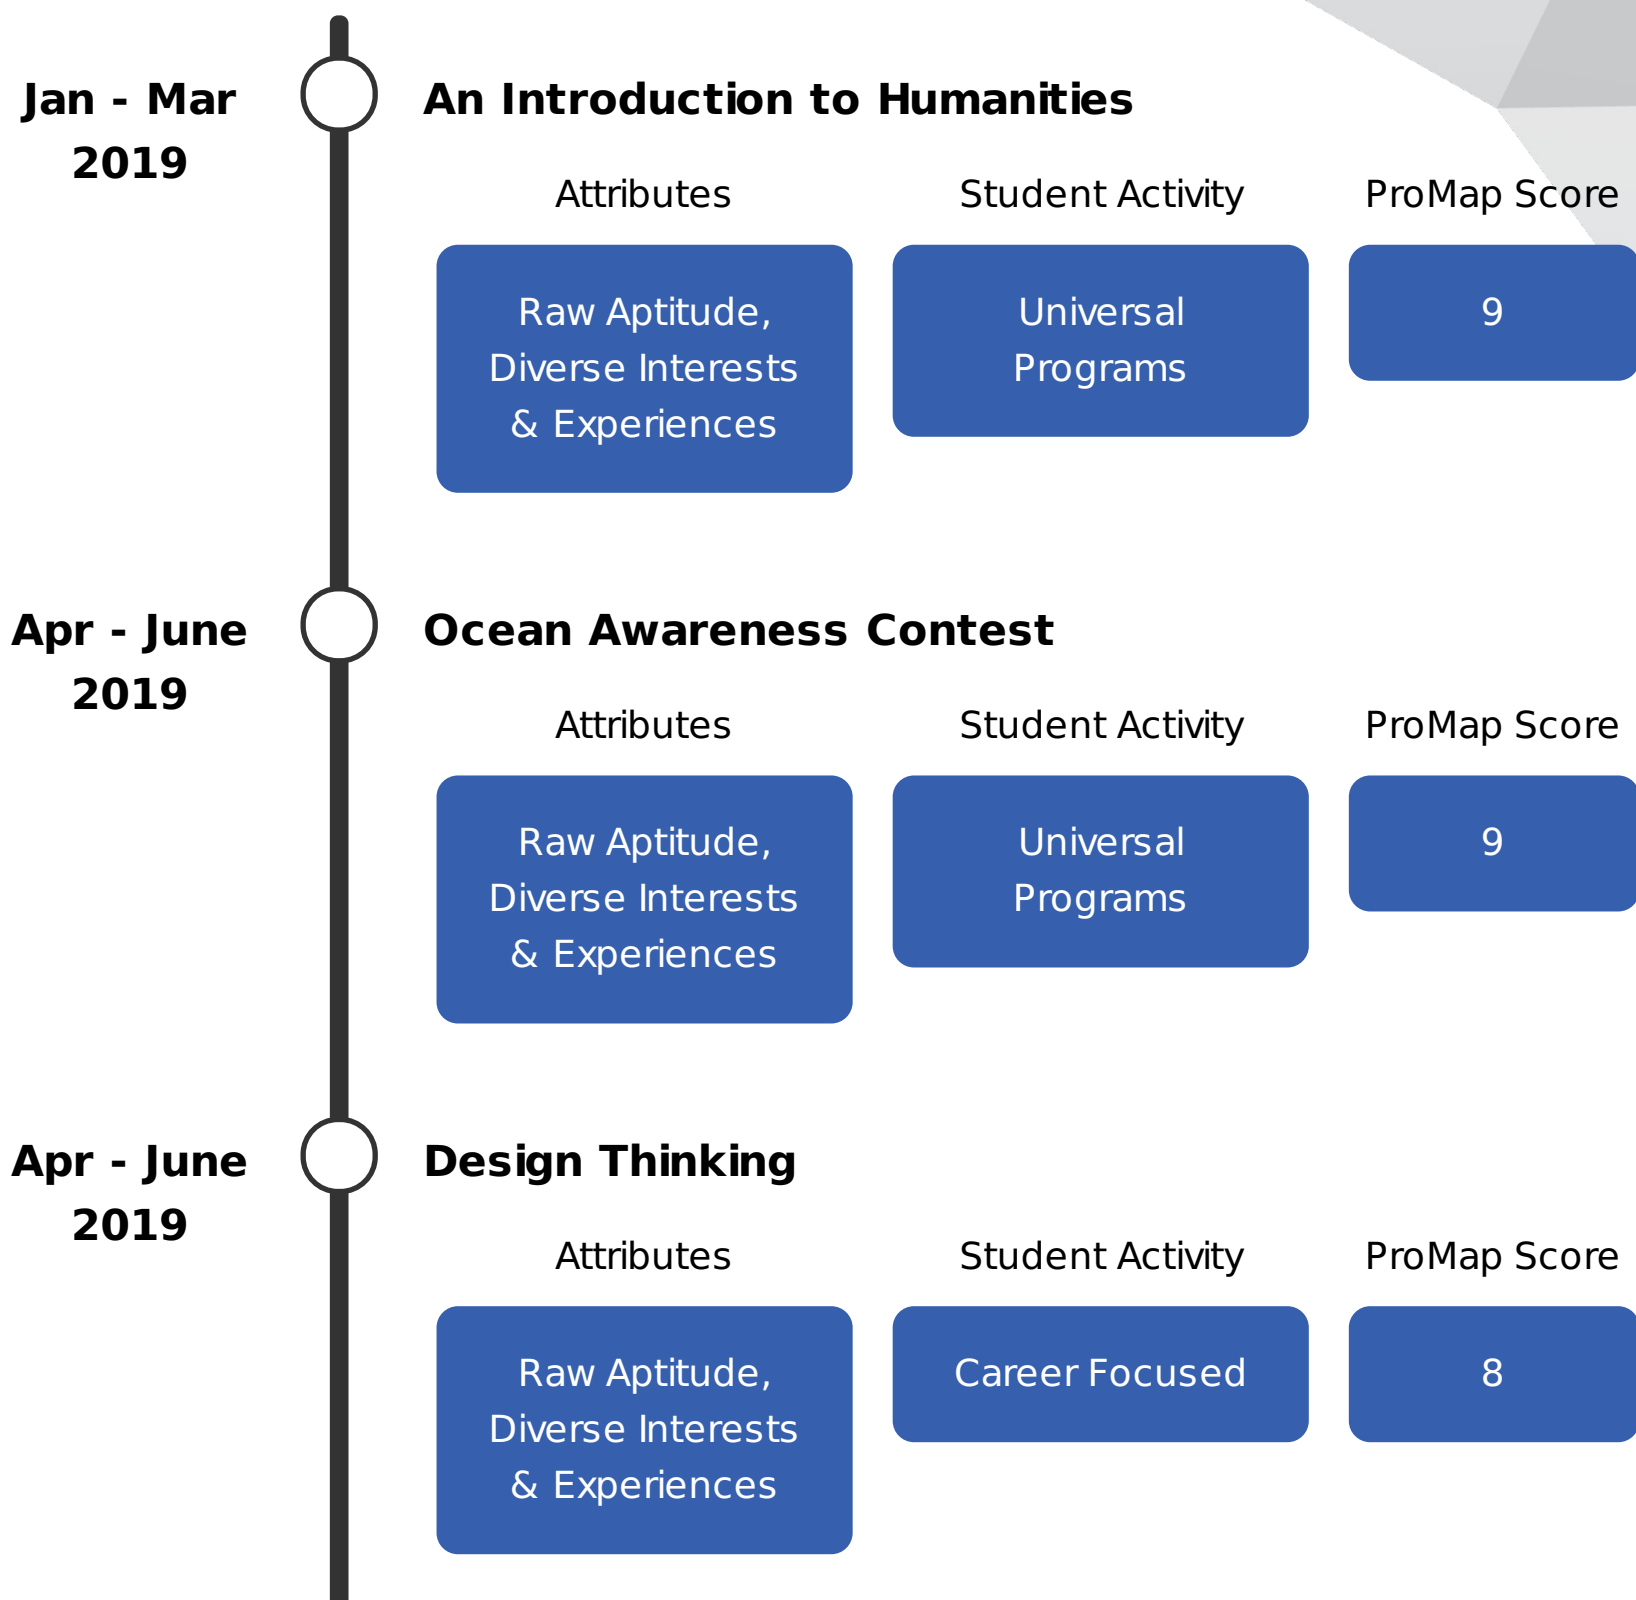 Jan - Mar
2019
An Introduction to Humanities
Attributes
Student Activity
ProMap Score
Raw Aptitude,
Diverse Interests
& Experiences
Universal
Programs
9
Apr - June
2019
Ocean Awareness Contest
Attributes
Student Activity
ProMap Score
Raw Aptitude,
Diverse Interests
& Experiences
Universal
Programs
9
Apr - June
2019
Design Thinking
Attributes
Student Activity
ProMap Score
Raw Aptitude,
Diverse Interests
& Experiences
Career Focused
8